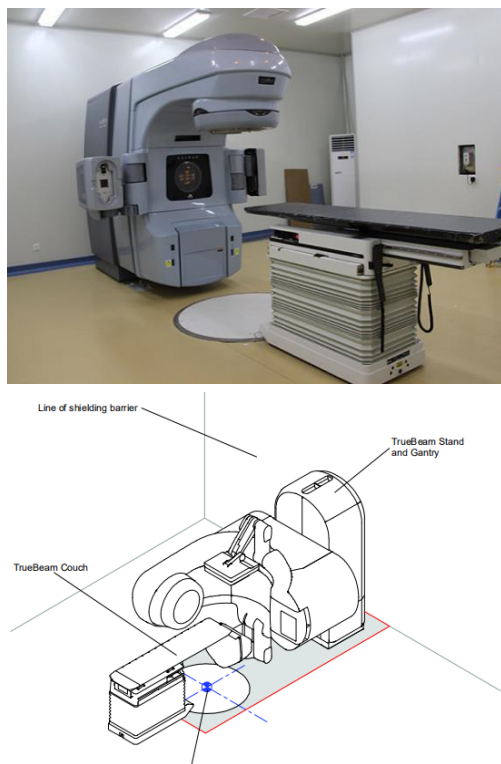 Line of shielding barrier
TrueBeam Stand
and Gantry
TrueBeam Couch